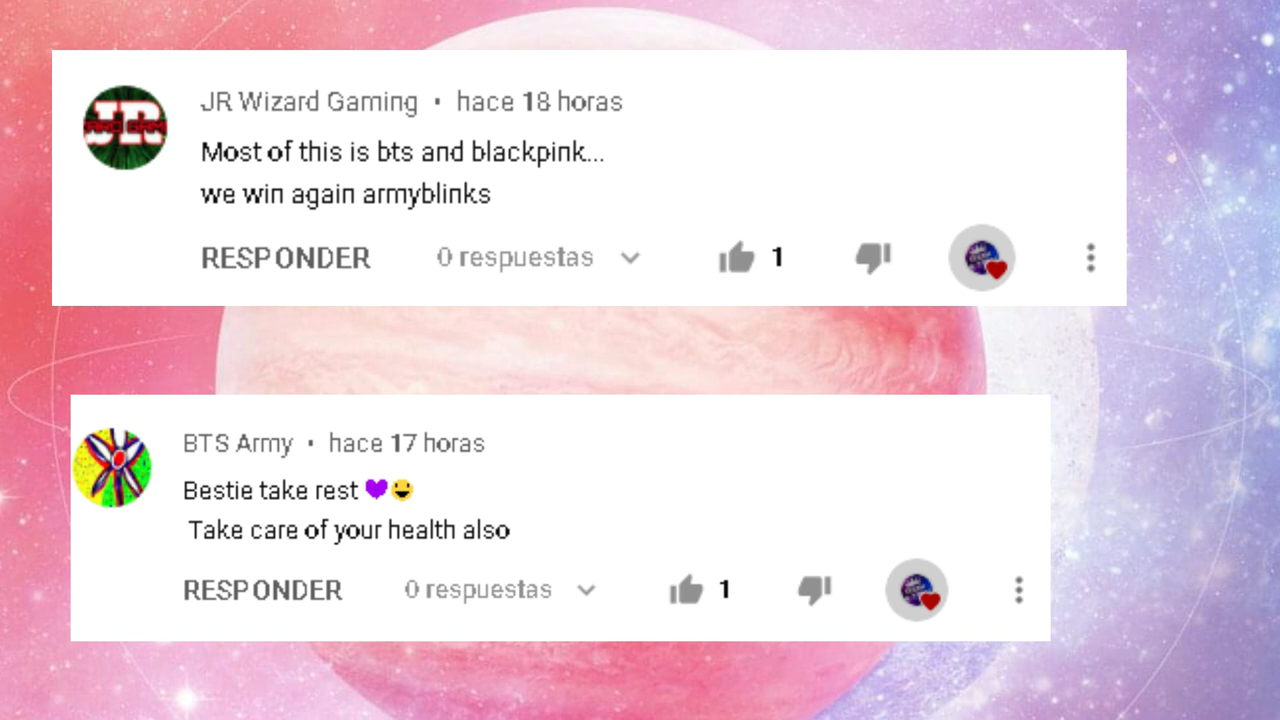 JR Wizard Gaming • hace 18 horas
Most of this is bts and blackpink...
we win again armyblinks
RESPONDER 0 respuestas 1
BTS Army • hace 17 horas
Bestie take rest 💜😃
Take care of your health also
RESPONDER 0 respuestas 1